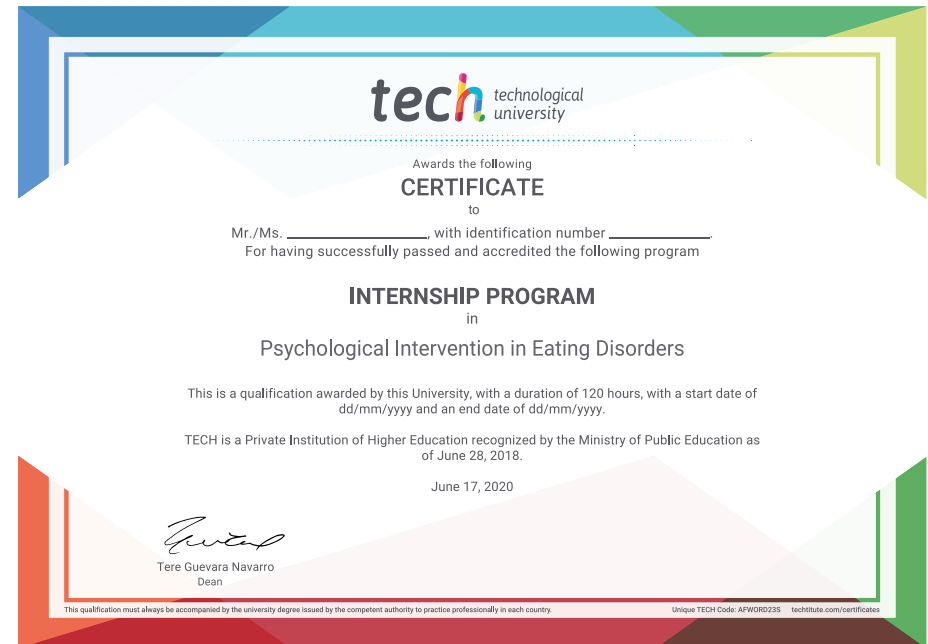 tech technological
university
Awards the following
CERTIFICATE
to
Mr./Ms. ____________________, with identification number ______________.
For having successfully passed and accredited the following program
INTERNSHIP PROGRAM
in
Psychological Intervention in Eating Disorders
This is a qualification awarded by this University, with a duration of 120 hours, with a start date of
dd/mm/yyyy and an end date of dd/mm/yyyy.
TECH is a Private Institution of Higher Education recognized by the Ministry of Public Education as
of June 28, 2018.
June 17, 2020
Tere Guevara Navarro
Dean
This qualification must always be accompanied by the university degree issued by the competent authority to practice professionally in each country. Unique TECH Code: AFWORD23S techtitute.com/certificates